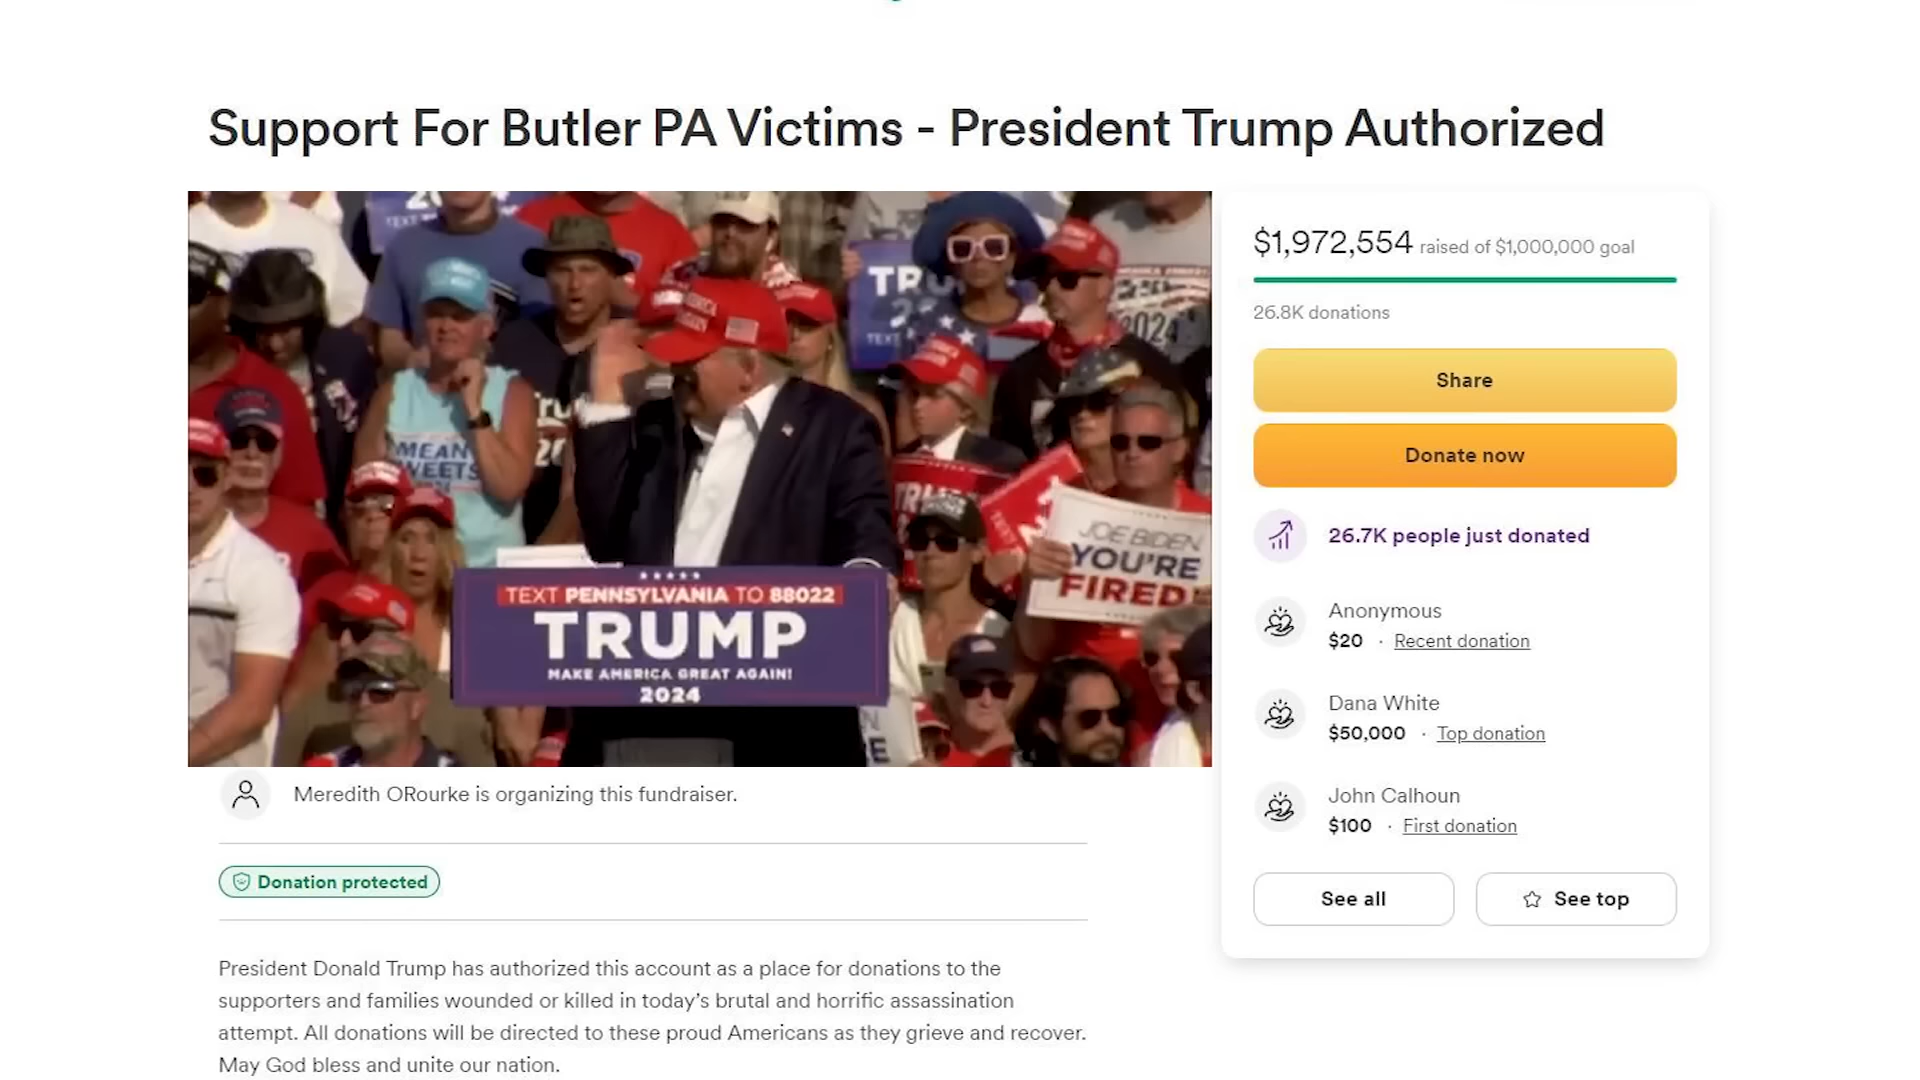 Support For Butler PA Victims - President Trump Authorized
TEXT
TRU
2024
MEAN
WEETS
JOE BIDEN
YOU'RE
FIRED
TEXT PENNSYLVANIA TO 88022
TRUMP
MAKE AMERICA GREAT AGAIN!
2024
$1,972,554 raised of $1,000,000 goal
26.8K donations
Share
Donate now
26.7K people just donated
Anonymous
$20 · Recent donation
Dana White
$50,000 · Top donation
John Calhoun
$100 · First donation
See all
See top
Meredith ORourke is organizing this fundraiser.
Donation protected
President Donald Trump has authorized this account as a place for donations to the
supporters and families wounded or killed in today's brutal and horrific assassination
attempt. All donations will be directed to these proud Americans as they grieve and recover.
May God bless and unite our nation.